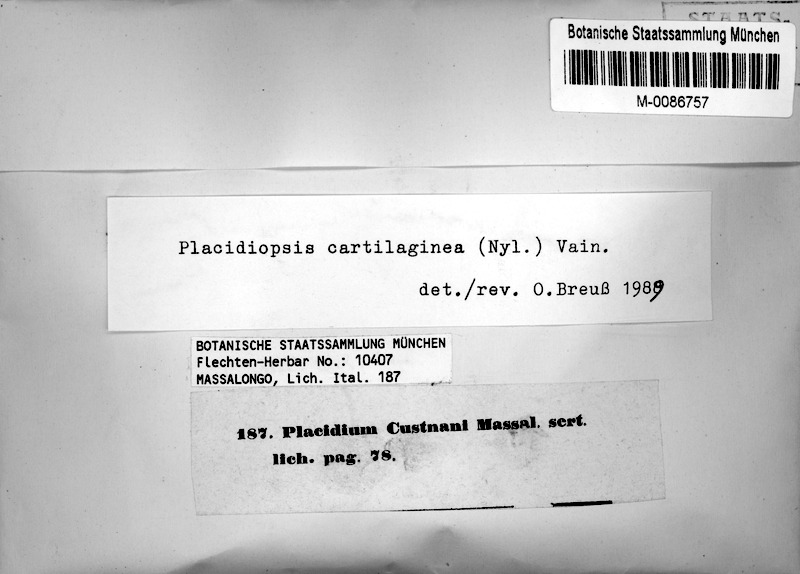 STAATS-
Botanische Staatssammlung München
M-0086757
Placidiopsis cartilaginea (Nyl.) Vain.
det./rev. O.Breuß 1989
BOTANISCHE STAATSSAMMLUNG MÜNCHEN
Flechten-Herbar No.: 10407
MASSALONGO, Lich. Ital. 187
187. Placidium Custnani Massal. sert.
lich. pag. 78.